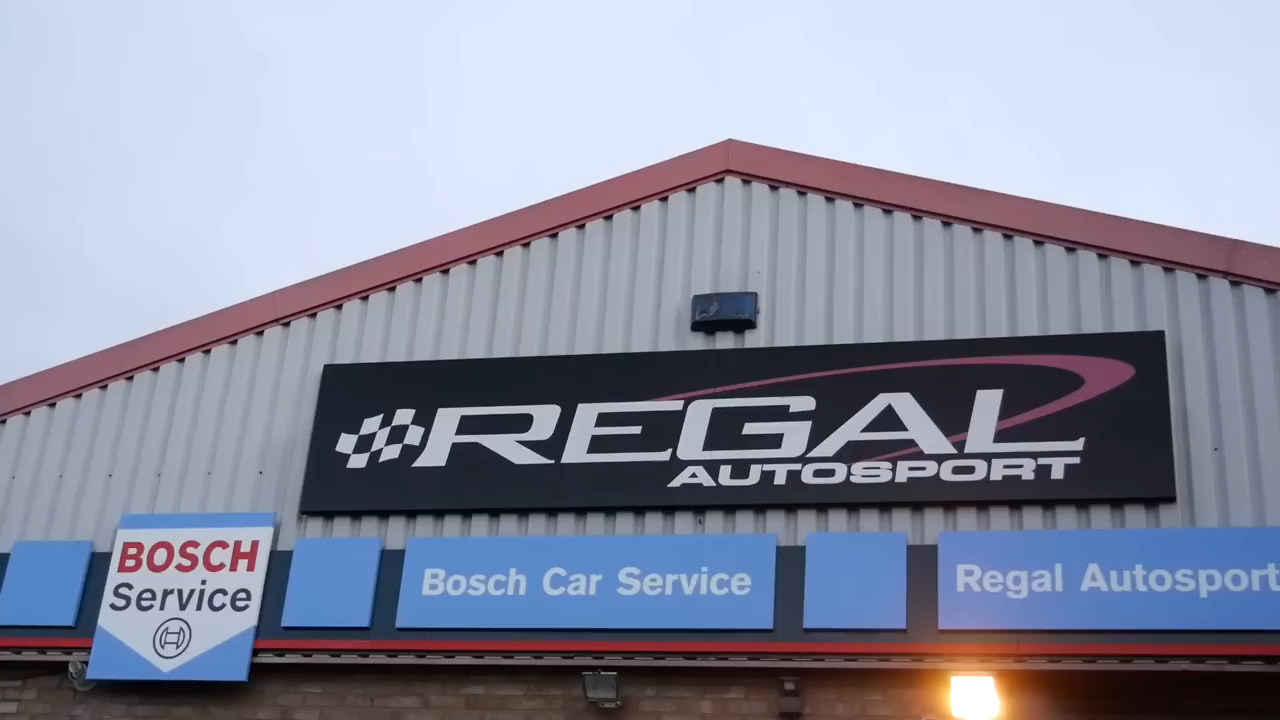 REGAL
AUTOSPORT
BOSCH
Service
Bosch Car Service
Regal Autosport